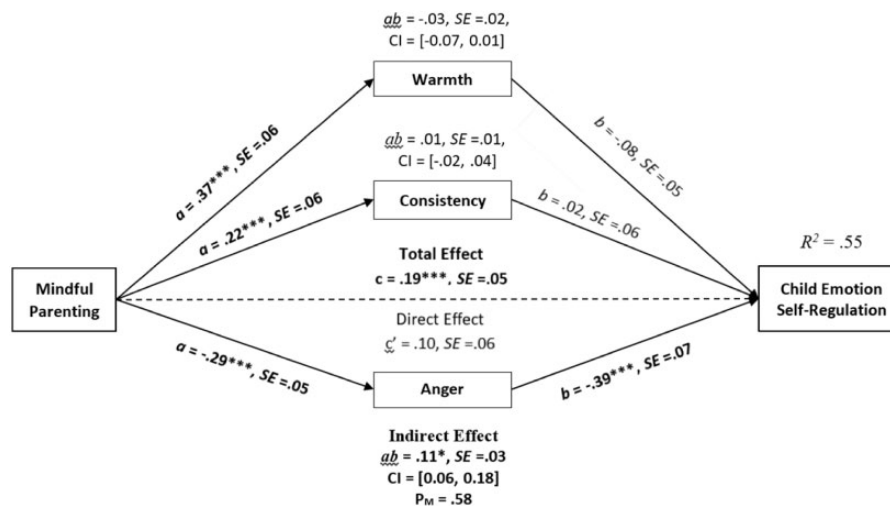 ab = -.03, SE =.02,
CI = [-0.07, 0.01]
Warmth
a = .37***, SE =.06
b = -.08, SE =.05
ab = .01, SE =.01,
CI = [-.02, .04]
Consistency
a = .22***, SE =.06
b = .02, SE =.06
R² = .55
Total Effect
c = .19***. SE =.05
Mindful
Parenting
Child Emotion
Self-Regulation
Direct Effect
c' = .10, SE =.06
a = -.29***, SE =.05
b = -.39***, SE =.07
Anger
Indirect Effect
ab = .11*, SE =.03
CI = [0.06, 0.18]
PM = .58